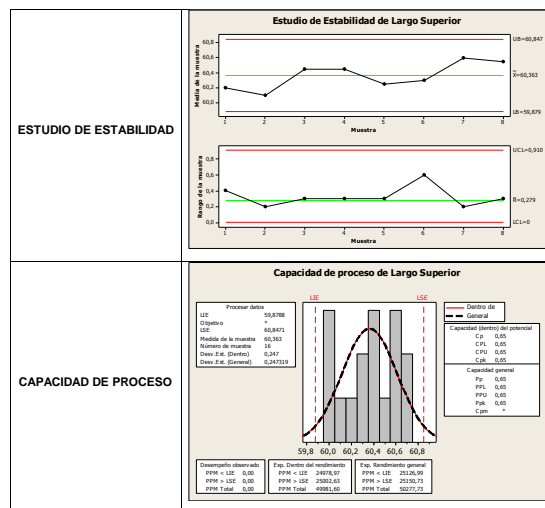 ESTUDIO DE ESTABILIDAD
Estudio de Estabilidad de Largo Superior
Media de la muestra
60,8
60,6
60,4
60,2
60,0
UB=60,847
X=60,363
LB=59,879
1 2 3 4 5 6 7 8
Muestra
Rango de la muestra
0,8
0,6
0,4
0,2
0,0
UCL=0,910
R=0,279
LCL=0
1 2 3 4 5 6 7 8
Muestra
CAPACIDAD DE PROCESO
Capacidad de proceso de Largo Superior
LIE LSE
Procesar datos
LIE 59,8788
Objetivo *
LSE 60,8471
Medida de la muestra 60,363
Número de muestra 16
Desv.Est. (Dentro) 0,247
Desv.Est. (General) 0,247319
Dentro de
General
Capacidad (dentro) del potencial
Cp 0,65
CPL 0,65
CPU 0,65
Cpk 0,65
Capacidad general
Pp 0,65
PPL 0,65
PPU 0,65
Ppk 0,65
Cpm *
59,8 60,0 60,2 60,4 60,6 60,8
Desempeño observado
PPM < LIE 0,00
PPM > LSE 0,00
PPM Total 0,00
Exp. Dentro del rendimiento
PPM < LIE 24978,97
PPM > LSE 25002,63
PPM Total 49981,60
Exp. Rendimiento general
PPM < LIE 25126,99
PPM > LSE 25150,73
PPM Total 50277,73